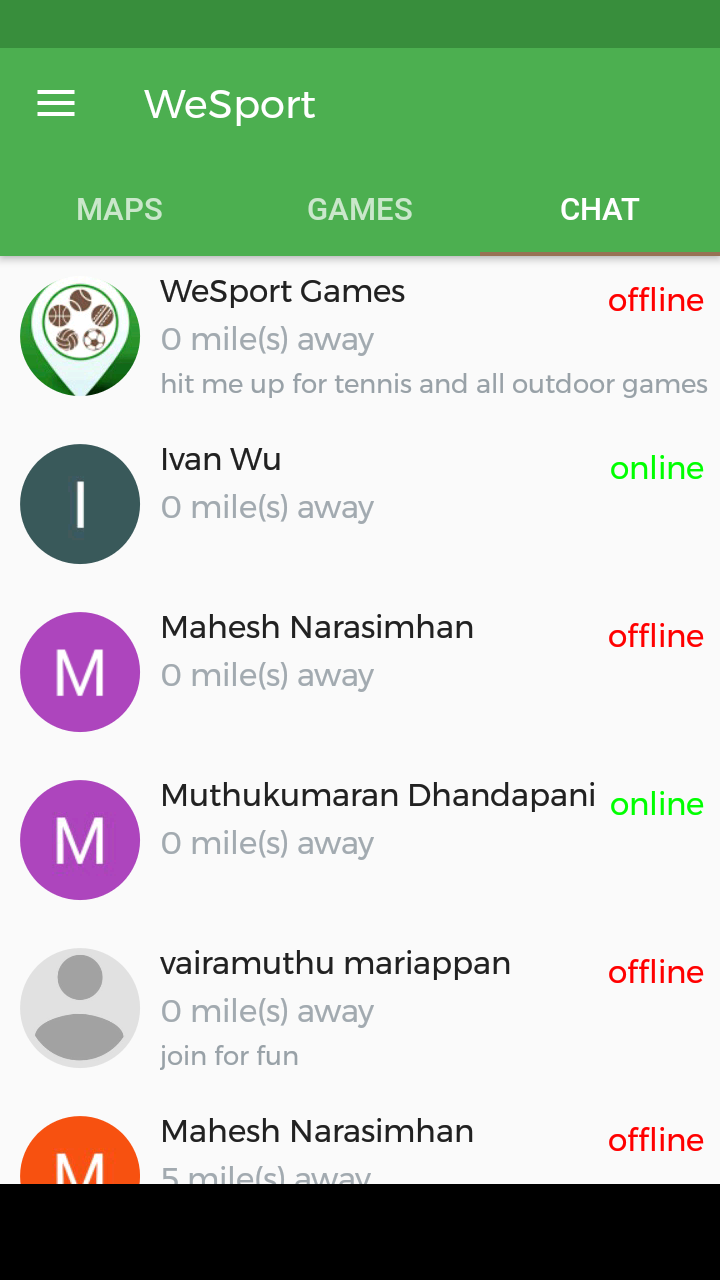 WeSport
MAPS GAMES CHAT
WeSport Games offline
0 mile(s) away
hit me up for tennis and all outdoor games
I
Ivan Wu online
0 mile(s) away
M
Mahesh Narasimhan offline
0 mile(s) away
M
Muthukumaran Dhandapani online
0 mile(s) away
vairamuthu mariappan offline
0 mile(s) away
join for fun
M
Mahesh Narasimhan offline
5 mile(s) away